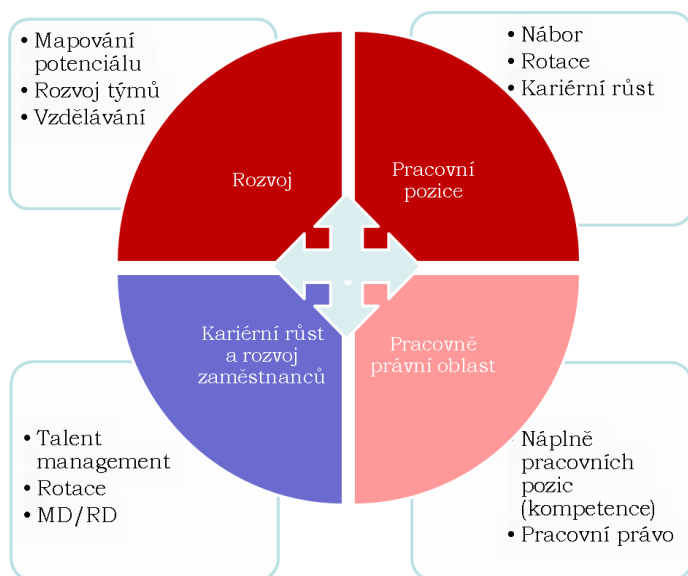 • Mapování
potenciálu
• Rozvoj týmů
• Vzdělávání
• Nábor
• Rotace
• Kariérní růst
Rozvoj
Pracovní
pozice
Kariérní růst
a rozvoj
zaměstnanců
Pracovně
právní oblast
• Talent
management
• Rotace
• MD/RD
• Náplně
pracovních
pozic
(kompetence)
• Pracovní právo